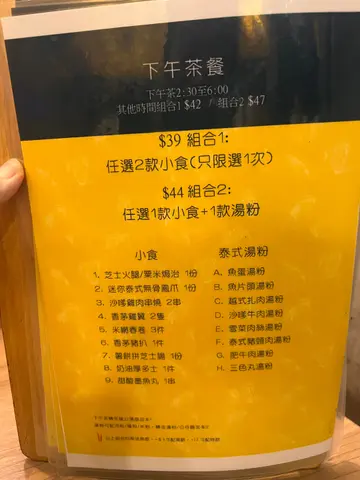 下午茶餐
下午茶2:30至6:00
其他時間組合1 $42 / 組合2 $47
$39 組合1:
任選2款小食(只限選1次)
$44 組合2:
任選1款小食+1款湯粉
小食
1. 芝士火腿/粟米焗治 1份
2. 迷你泰式無骨鳳爪 1份
3. 沙嗲雞肉串燒 2串
4. 香茅雞翼 2隻
5. 米網春卷 3件
6. 香茅豬扒 1件
7. 薯餅拼芝士腸 1份
8. 奶油厚多士 1件
9. 甜酸墨魚丸 1串
泰式湯粉
A. 魚蛋湯粉
B. 魚片頭湯粉
C. 越式扎肉湯粉
D. 沙嗲牛肉湯粉
E. 雪菜肉絲湯粉
F. 泰式豬頸肉湯粉
G. 肥牛肉湯粉
H. 三色丸湯粉